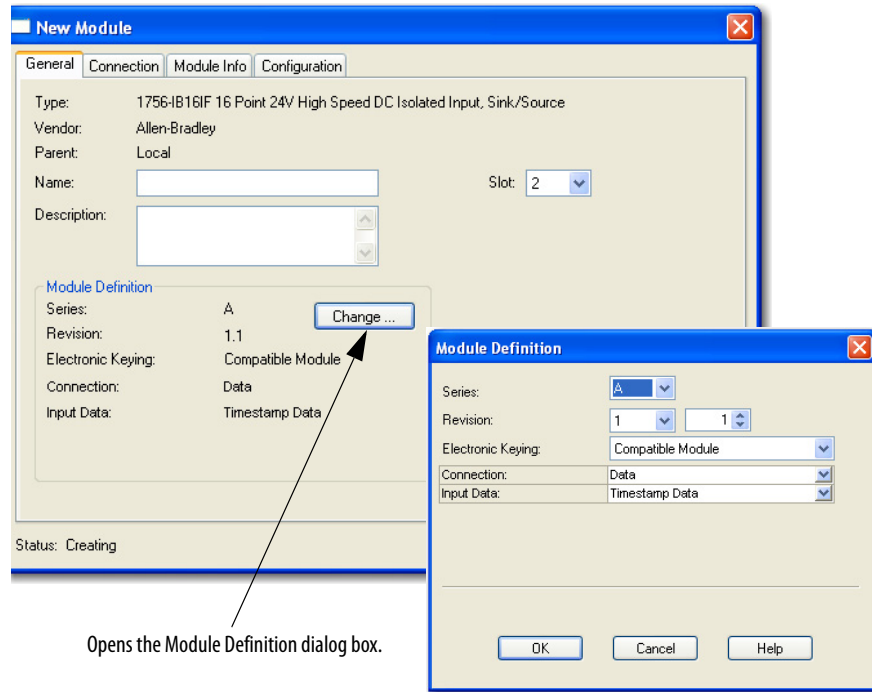 New Module
General Connection Module Info Configuration
Type: 1756-IB16IF 16 Point 24V High Speed DC Isolated Input, Sink/Source
Vendor: Allen-Bradley
Parent: Local
Name: Slot: 2
Description:
Module Definition
Series: A Change ...
Revision: 1.1
Electronic Keying: Compatible Module
Connection: Data
Input Data: Timestamp Data
Status: Creating
Module Definition
Series: A
Revision: 1 1
Electronic Keying: Compatible Module
Connection: Data
Input Data: Timestamp Data
OK Cancel Help
Opens the Module Definition dialog box.